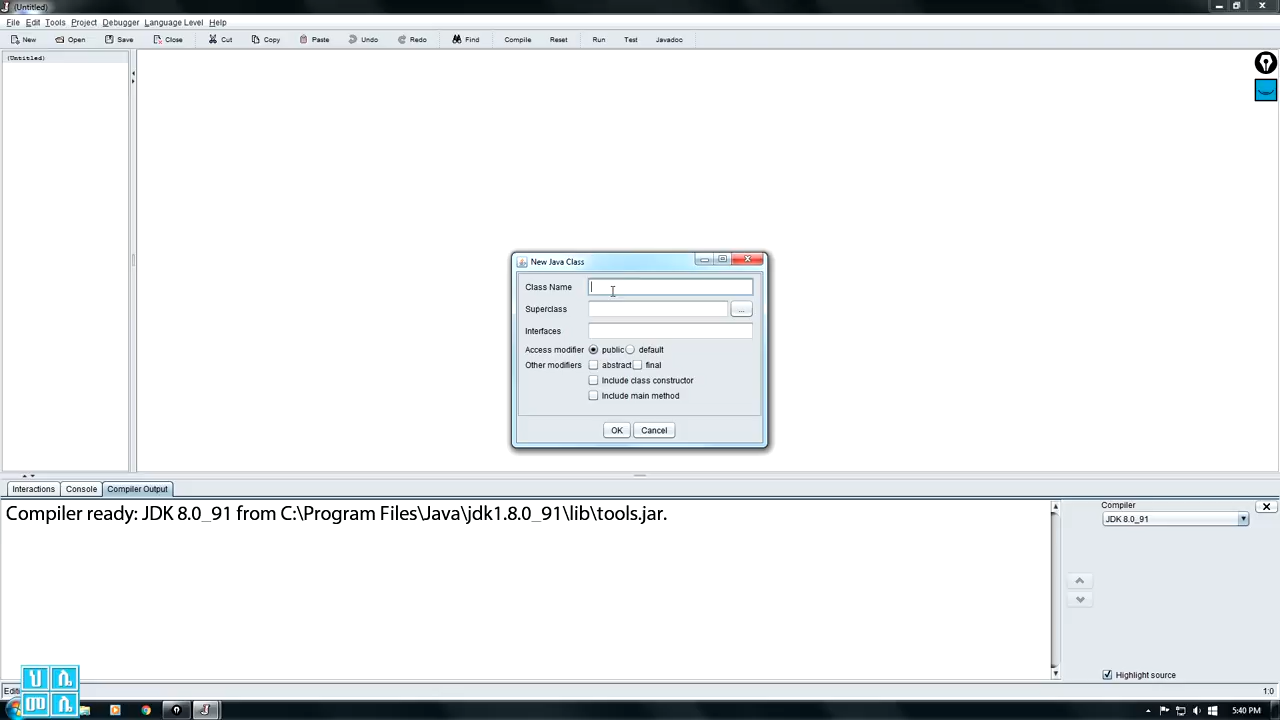 (Untitled)
File Edit Tools Project Debugger Language Level Help
New Open Save Close Cut Copy Paste Undo Redo Find Compile Reset Run Test Javadoc
(Untitled)
New Java Class
Class Name
Superclass ...
Interfaces
Access modifier public default
Other modifiers abstract final
Include class constructor
Include main method
OK Cancel
Interactions Console Compiler Output
Compiler ready: JDK 8.0_91 from C:\Program Files\Java\jdk1.8.0_91\lib\tools.jar.
Compiler
JDK 8.0_91
Highlight source
1:0
5:40 PM